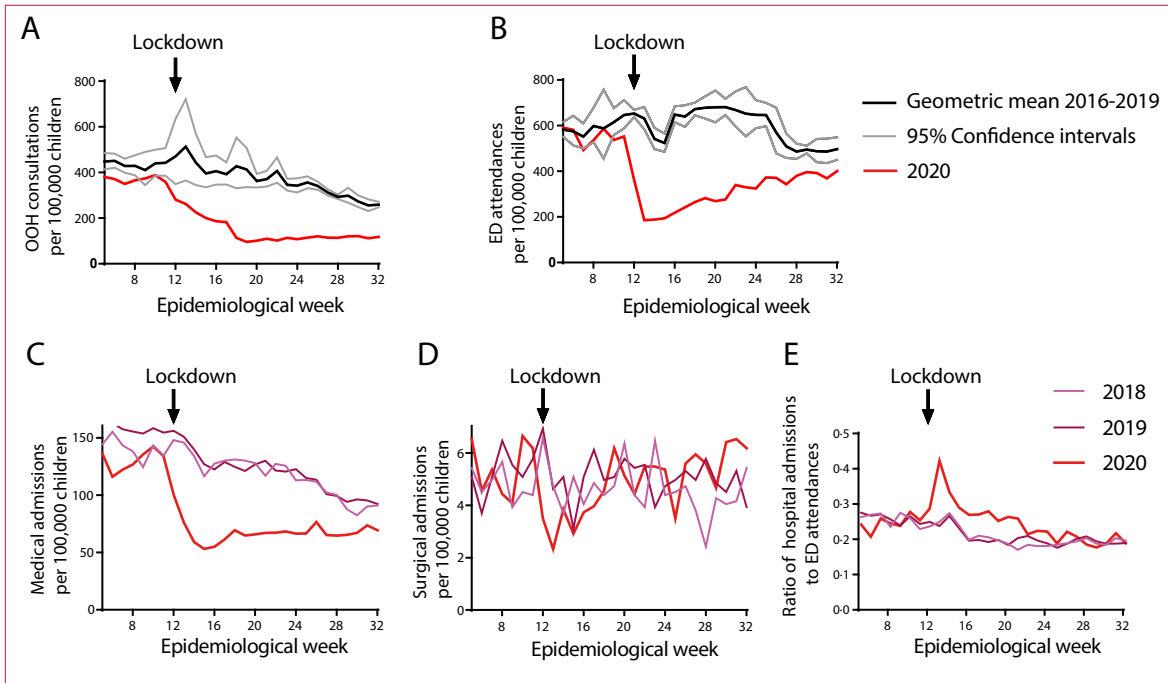 A
Lockdown
OOH consultations
per 100,000 children
800
600
400
200
0
8
12
16
20
24
28
32
Epidemiological week
B
Lockdown
ED attendances
per 100,000 children
800
600
400
200
0
8
12
16
20
24
28
32
Epidemiological week
Geometric mean 2016-2019
95% Confidence intervals
2020
C
Lockdown
Medical admissions
per 100,000 children
150
100
50
0
8
12
16
20
24
28
32
Epidemiological week
D
Lockdown
Surgical admissions
per 100,000 children
6
4
2
0
8
12
16
20
24
28
32
Epidemiological week
E
Lockdown
Ratio of hospital admissions
to ED attendances
0·5
0·4
0·3
0·2
0·1
0·0
8
12
16
20
24
28
32
Epidemiological week
2018
2019
2020